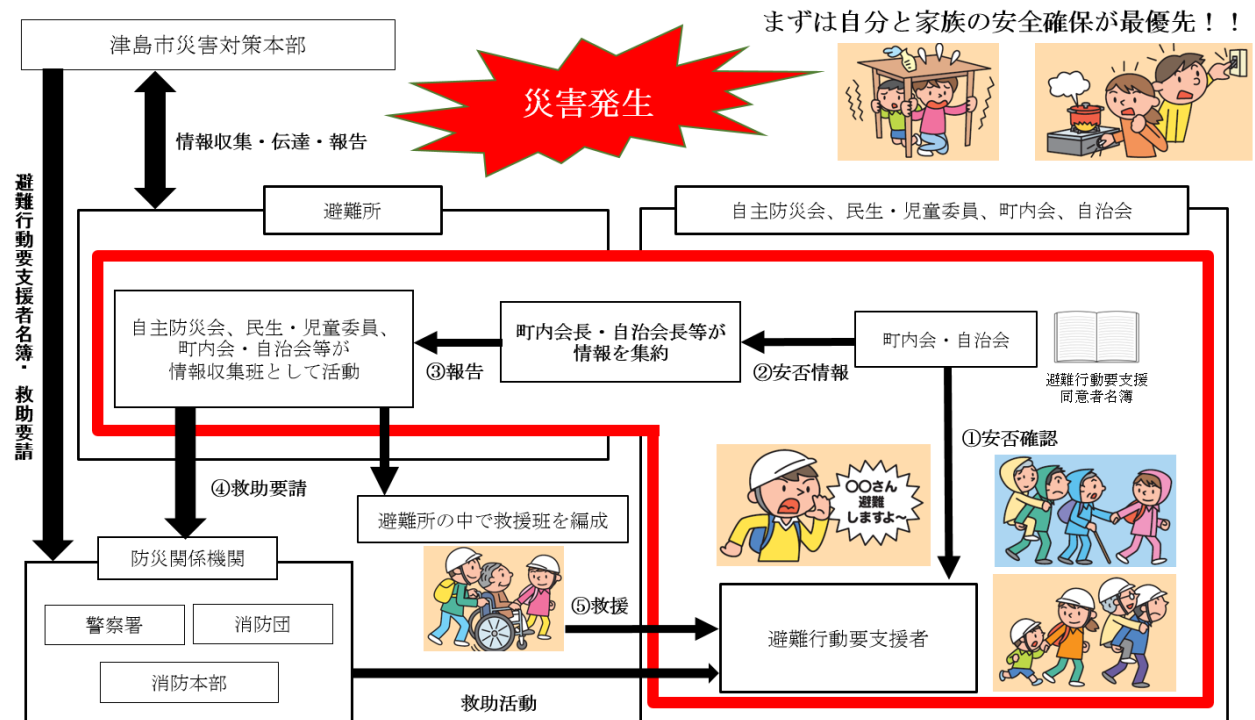 まずは自分と家族の安全確保が最優先！！
津島市災害対策本部
災害発生
情報収集・伝達・報告
避難行動要支援者名簿・救助要請
避難所
自主防災会、民生・児童委員、町内会、自治会
自主防災会、民生・児童委員、
町内会・自治会等が
情報収集班として活動
③報告
町内会長・自治会長等が
情報を集約
②安否情報
町内会・自治会
避難行動要支援
同意者名簿
①安否確認
〇〇さん
避難
しますよ～
④救助要請
避難所の中で救援班を編成
防災関係機関
警察署
消防団
消防本部
⑤救援
避難行動要支援者
救助活動